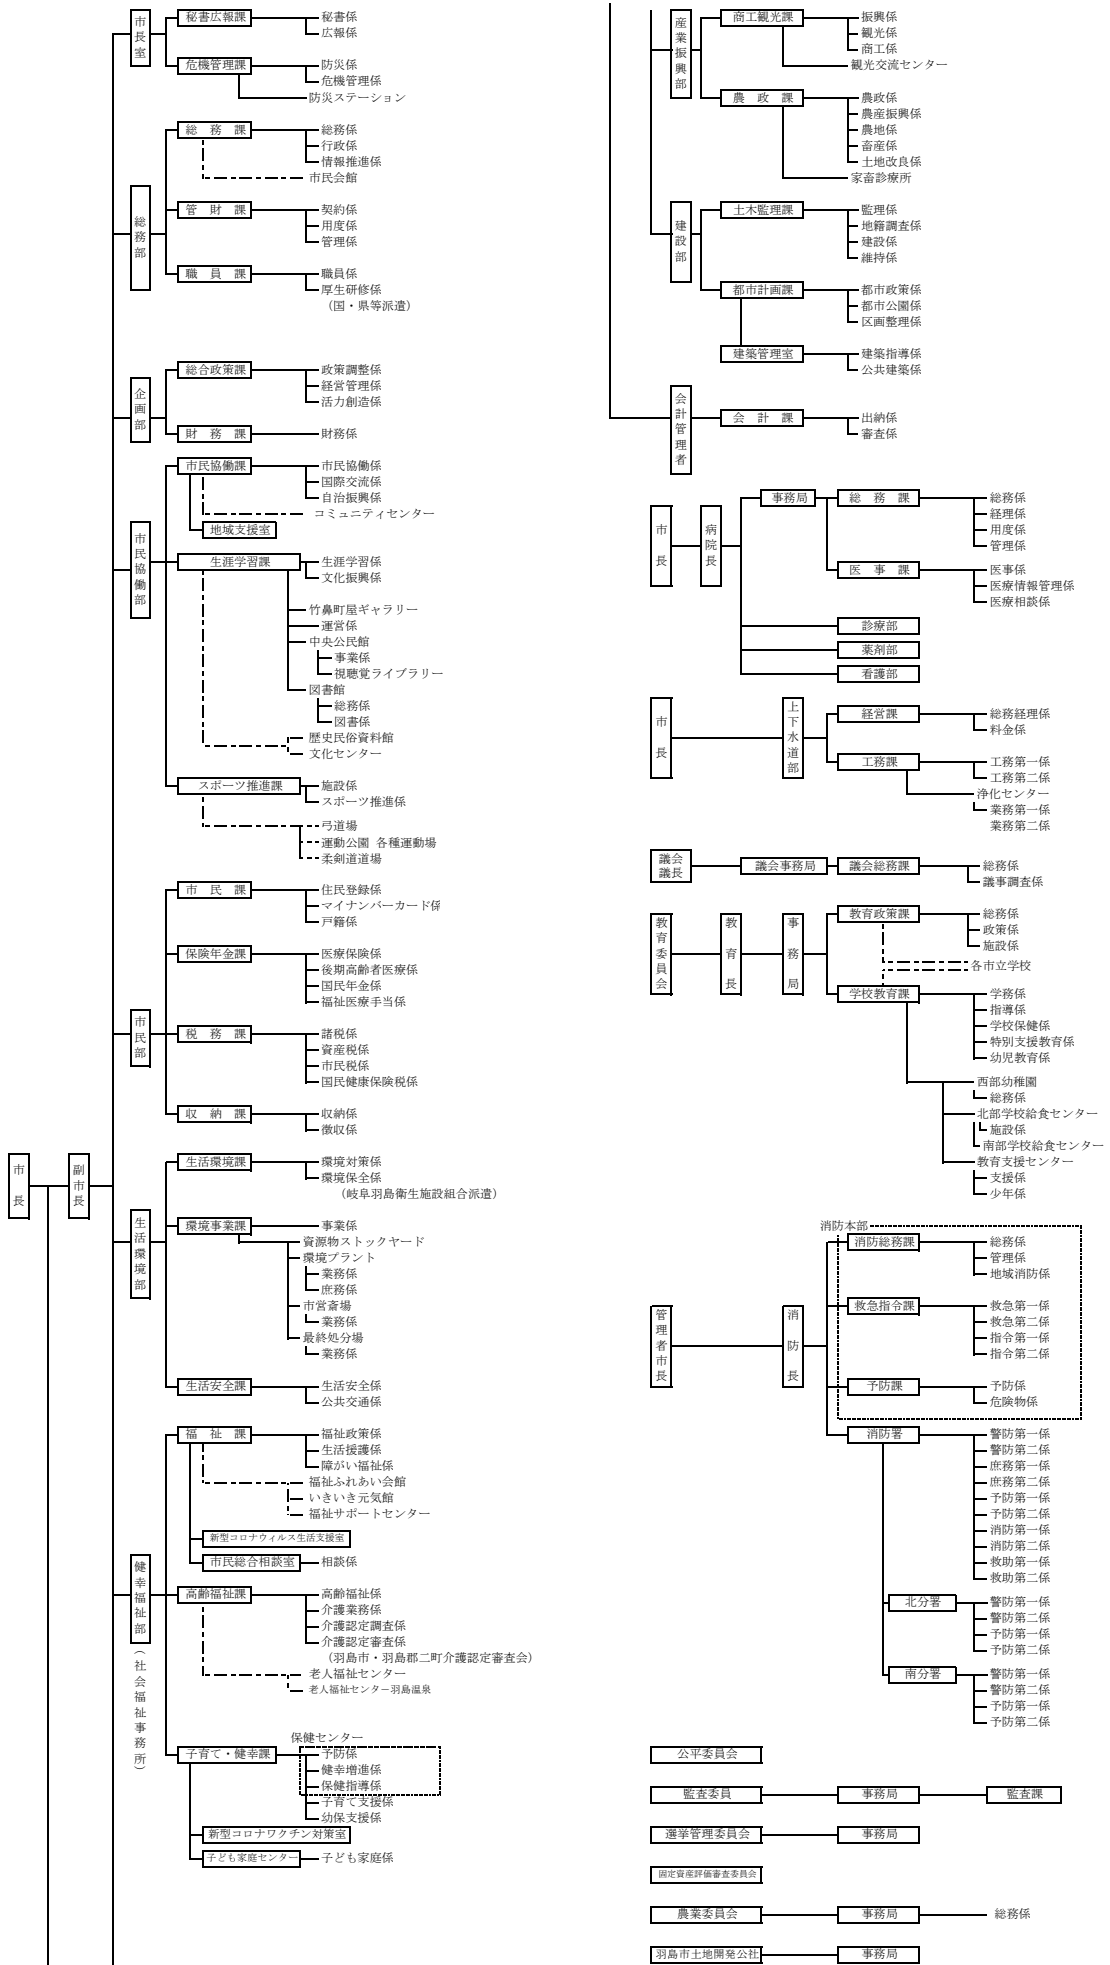 市長
副市長
市長室
秘書広報課
秘書係
広報係
危機管理課
防災係
危機管理係
防災ステーション
総務部
総　務　課
総務係
行政係
情報推進係
市民会館
管　財　課
契約係
用度係
管理係
職　員　課
職員係
厚生研修係
（国・県等派遣）
企画部
総合政策課
政策調整係
経営管理係
活力創造係
財　務　課
財務係
市民協働部
市民協働課
市民協働係
国際交流係
自治振興係
コミュニティセンター
地域支援室
生涯学習課
生涯学習係
文化振興係
竹鼻町屋ギャラリー
運営係
中央公民館
事業係
視聴覚ライブラリー
図書館
総務係
図書係
歴史民俗資料館
文化センター
スポーツ推進課
施設係
スポーツ推進係
弓道場
運動公園 各種運動場
柔剣道道場
市民部
市　民　課
住民登録係
マイナンバーカード係
戸籍係
保険年金課
医療保険係
後期高齢者医療係
国民年金係
福祉医療手当係
税　務　課
諸税係
資産税係
市民税係
国民健康保険税係
収　納　課
収納係
徴収係
生活環境部
生活環境課
環境対策係
環境保全係
（岐阜羽島衛生施設組合派遣）
環境事業課
事業係
資源物ストックヤード
環境プラント
業務係
庶務係
市営斎場
業務係
最終処分場
業務係
生活安全課
生活安全係
公共交通係
健幸福祉部（社会福祉事務所）
福　祉　課
福祉政策係
生活援護係
障がい福祉係
福祉ふれあい会館
いきいき元気館
福祉サポートセンター
新型コロナウィルス生活支援室
市民総合相談室
相談係
高齢福祉課
高齢福祉係
介護業務係
介護認定調査係
介護認定審査係
（羽島市・羽島郡二町介護認定審査会）
老人福祉センター
老人福祉センター羽島温泉
保健センター
子育て・健幸課
予防係
健幸増進係
保健指導係
子育て支援係
幼保支援係
新型コロナワクチン対策室
子ども家庭センター
子ども家庭係
産業振興部
商工観光課
振興係
観光係
商工係
観光交流センター
農　政　課
農政係
農産振興係
農地係
畜産係
土地改良係
家畜診療所
建設部
土木監理課
監理係
地籍調査係
建設係
維持係
都市計画課
都市政策係
都市公園係
区画整理係
建築管理室
建築指導係
公共建築係
会計管理者
会　計　課
出納係
審査係
市長
病院長
事務局
総　務　課
総務係
経理係
用度係
管理係
医　事　課
医事係
医療情報管理係
医療相談係
診療部
薬剤部
看護部
市長
上下水道部
経営課
総務経理係
料金係
工務課
工務第一係
工務第二係
浄化センター
業務第一係
業務第二係
議会
議長
議会事務局
議会総務課
総務係
議事調査係
教育委員会
教育長
事務局
教育政策課
総務係
政策係
施設係
各市立学校
学校教育課
学務係
指導係
学校保健係
特別支援教育係
幼児教育係
西部幼稚園
総務係
北部学校給食センター
施設係
南部学校給食センター
教育支援センター
支援係
少年係
管理者市長
消防長
消防本部
消防総務課
総務係
管理係
地域消防係
救急指令課
救急第一係
救急第二係
指令第一係
指令第二係
予防課
予防係
危険物係
消防署
警防第一係
警防第二係
庶務第一係
庶務第二係
予防第一係
予防第二係
消防第一係
消防第二係
救助第一係
救助第二係
北分署
警防第一係
警防第二係
予防第一係
予防第二係
南分署
警防第一係
警防第二係
予防第一係
予防第二係
公平委員会
監査委員
事務局
監査課
選挙管理委員会
事務局
固定資産評価審査委員会
農業委員会
事務局
総務係
羽島市土地開発公社
事務局